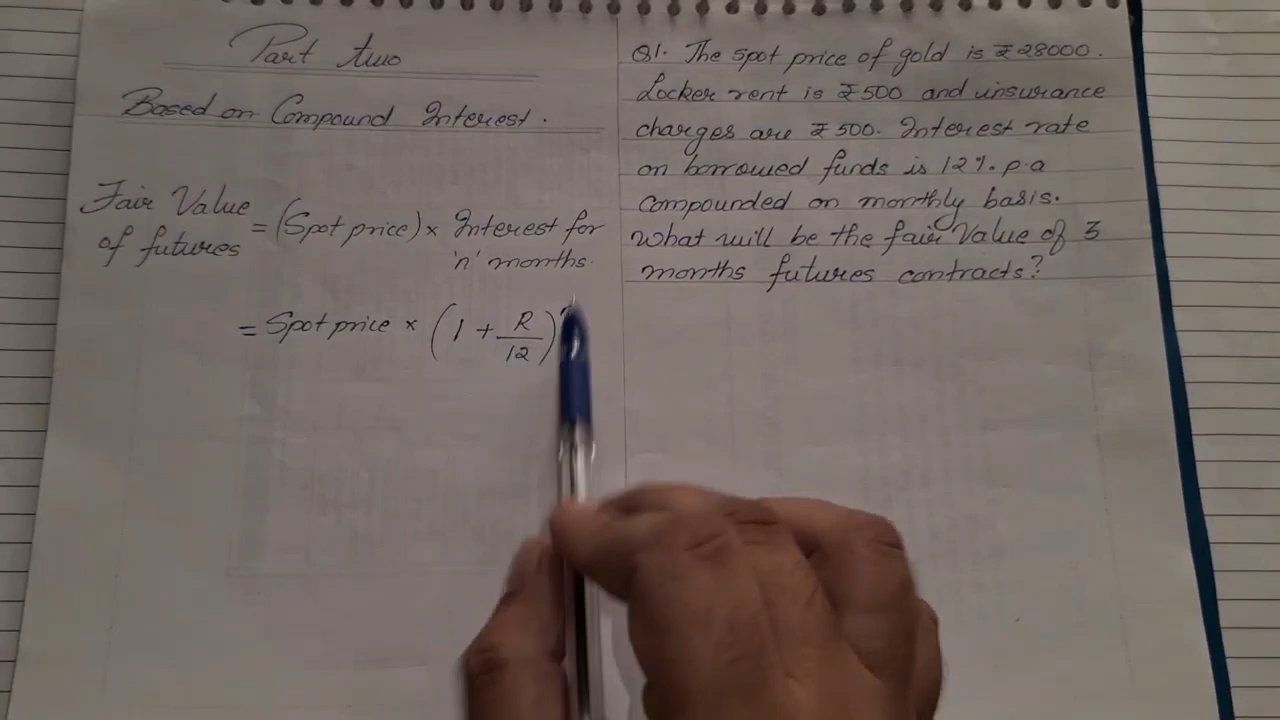 Part two
Based on Compound Interest.
Fair Value of futures = (Spot price) × Interest for 'n' months.
= Spot price × (1 + R/12)
Q1. The spot price of gold is ₹28000.
Locker rent is ₹500 and insurance
charges are ₹500. Interest rate
on borrowed funds is 12%. p.a
compounded on monthly basis.
What will be the fair Value of 3
months futures contracts?